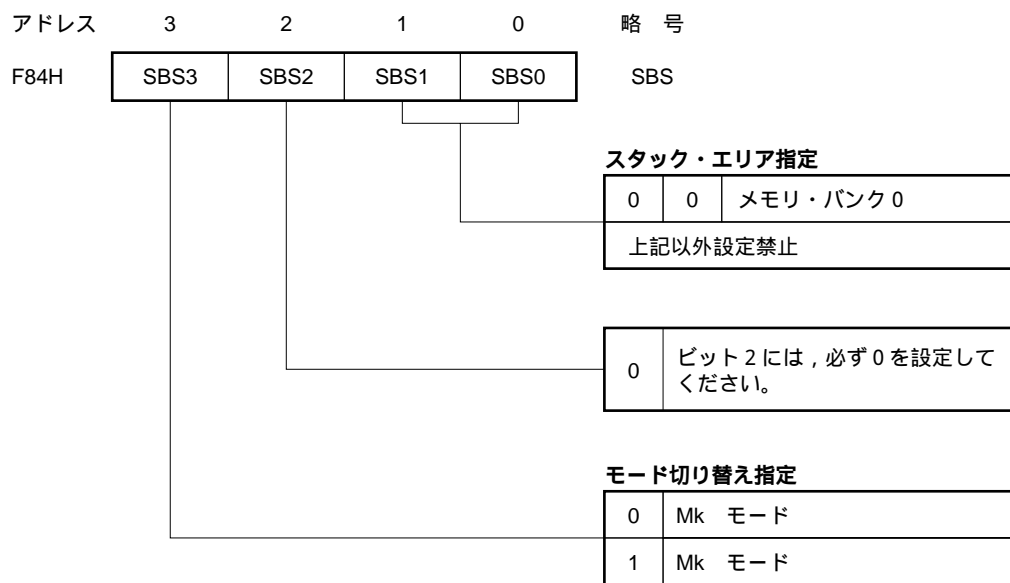 アドレス 3 2 1 0 略 号
F84H SBS3 SBS2 SBS1 SBS0 SBS
スタック・エリア指定
0 0 メモリ・バンク0
上記以外設定禁止
0 ビット2には,必ず0を設定して
ください。
モード切り替え指定
0 Mk モード
1 Mk モード